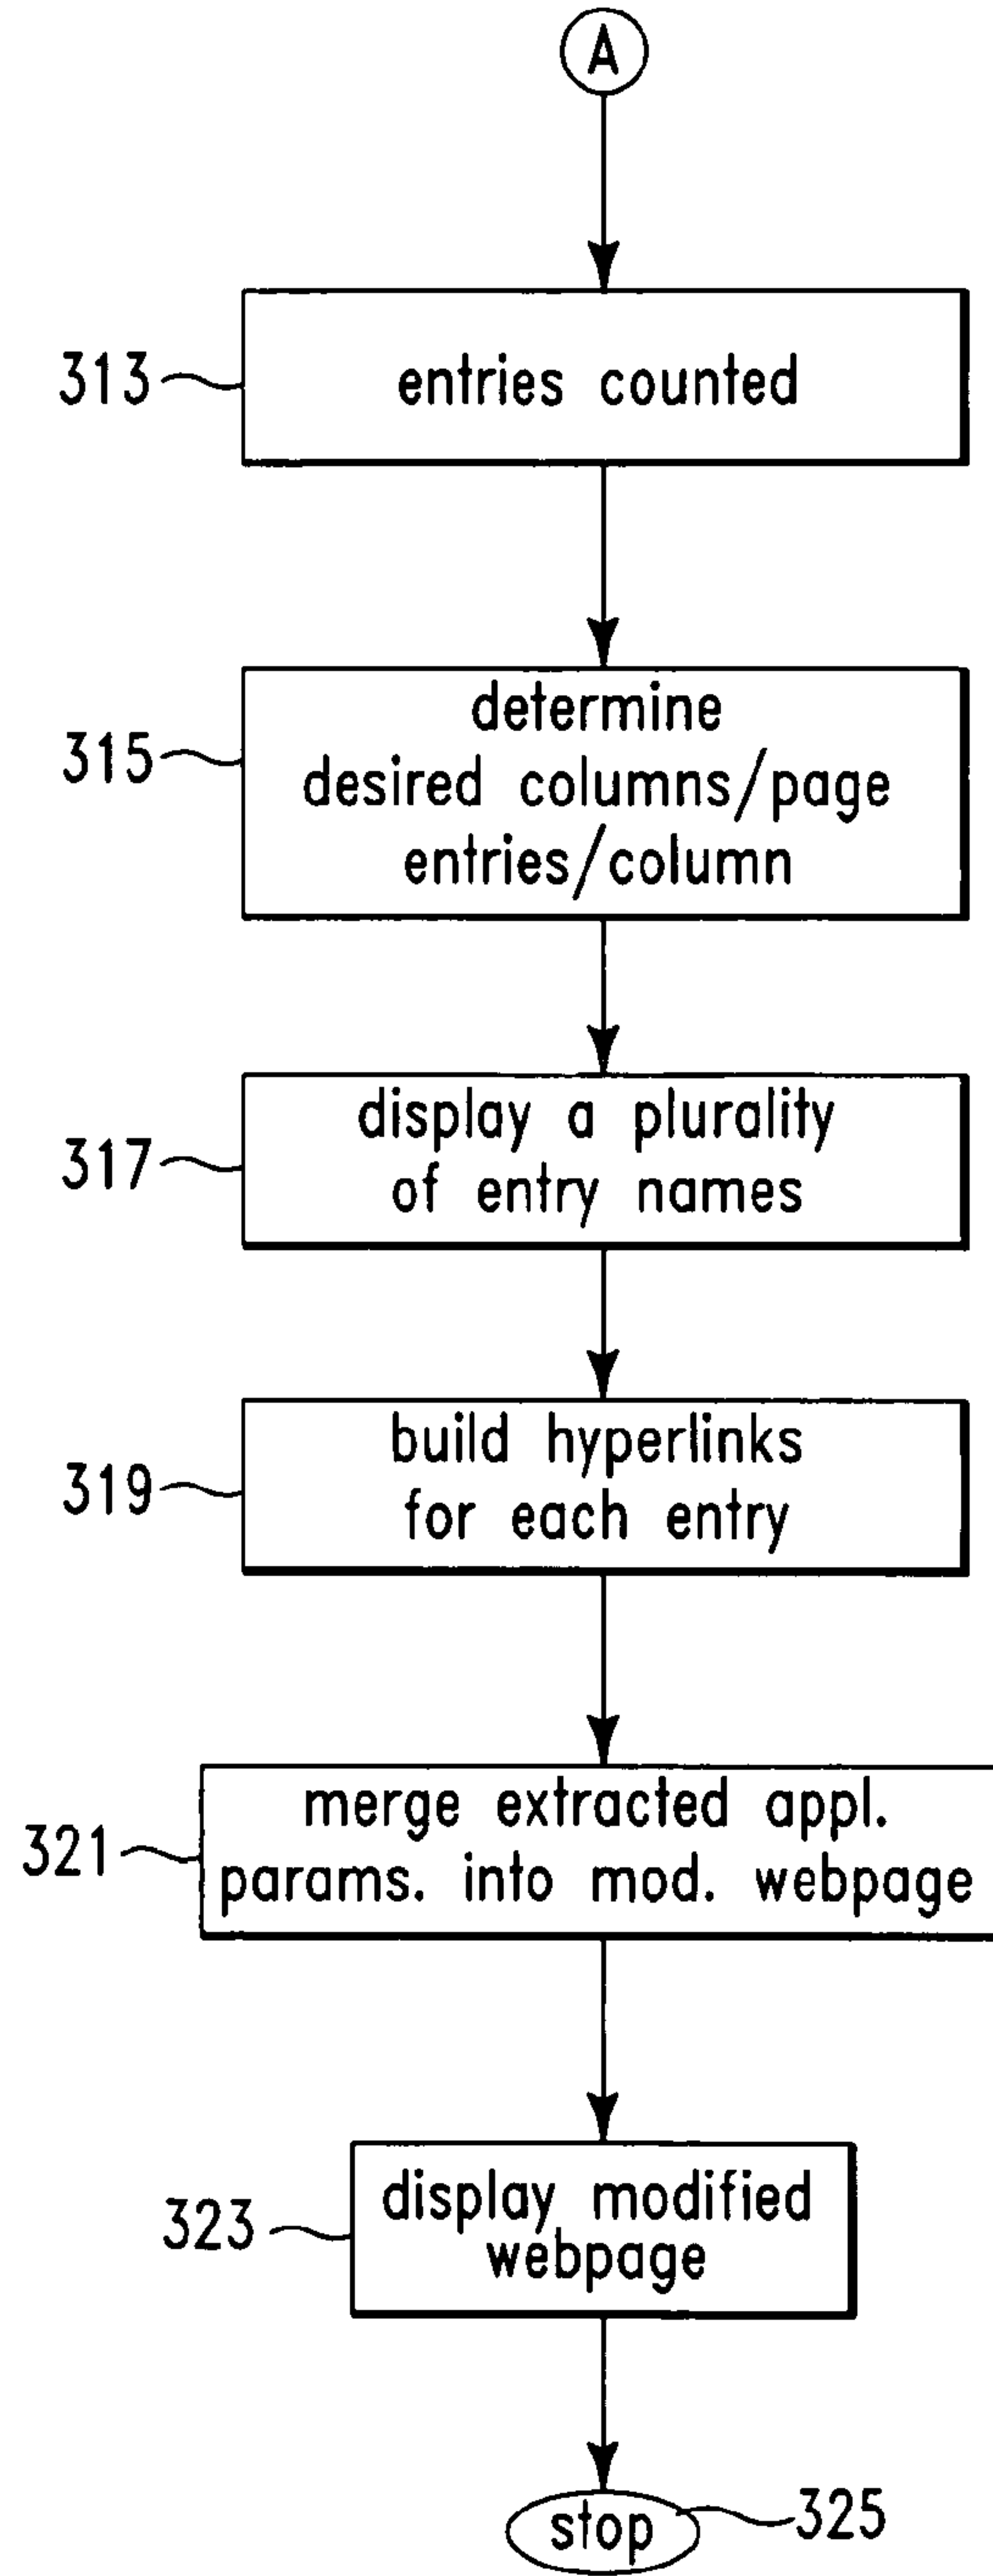 A
313
entries counted
315
determine
desired columns/page
entries/column
317
display a plurality
of entry names
319
build hyperlinks
for each entry
321
merge extracted appl.
params. into mod. webpage
323
display modified
webpage
stop
325